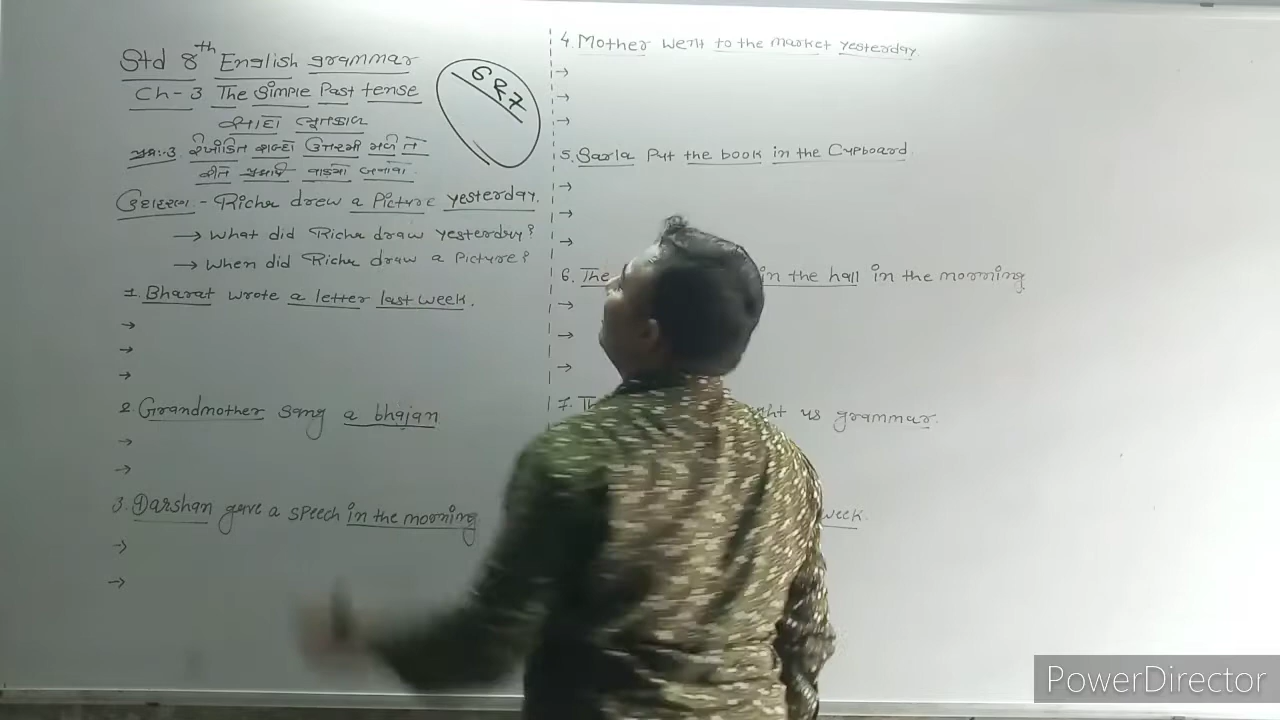 Std 8th English grammar
Ch-3 The Simple Past tense
સાદો ભૂતકાળ
627
પ્રશ્ન:-3. રેખાંકિત શબ્દો ઉત્તરમાં મળે તે
રીતે પ્રશ્નાર્થ વાક્યો બનાવો.
ઉદાહરણ - Richa drew a Picture yesterday.
→ What did Richa draw yesterday?
→ When did Richa draw a Picture?
1. Bharat wrote a letter last week.
→
→
→
2. Grandmother sang a bhajan
→
→
3. Darshan gave a speech in the morning
→
→
4. Mother went to the market yesterday.
→
→
→
5. Sarla Put the book in the Cupboard.
→
→
→
6. The in the hall in the morning
→
→
→
7. us grammar.
week.